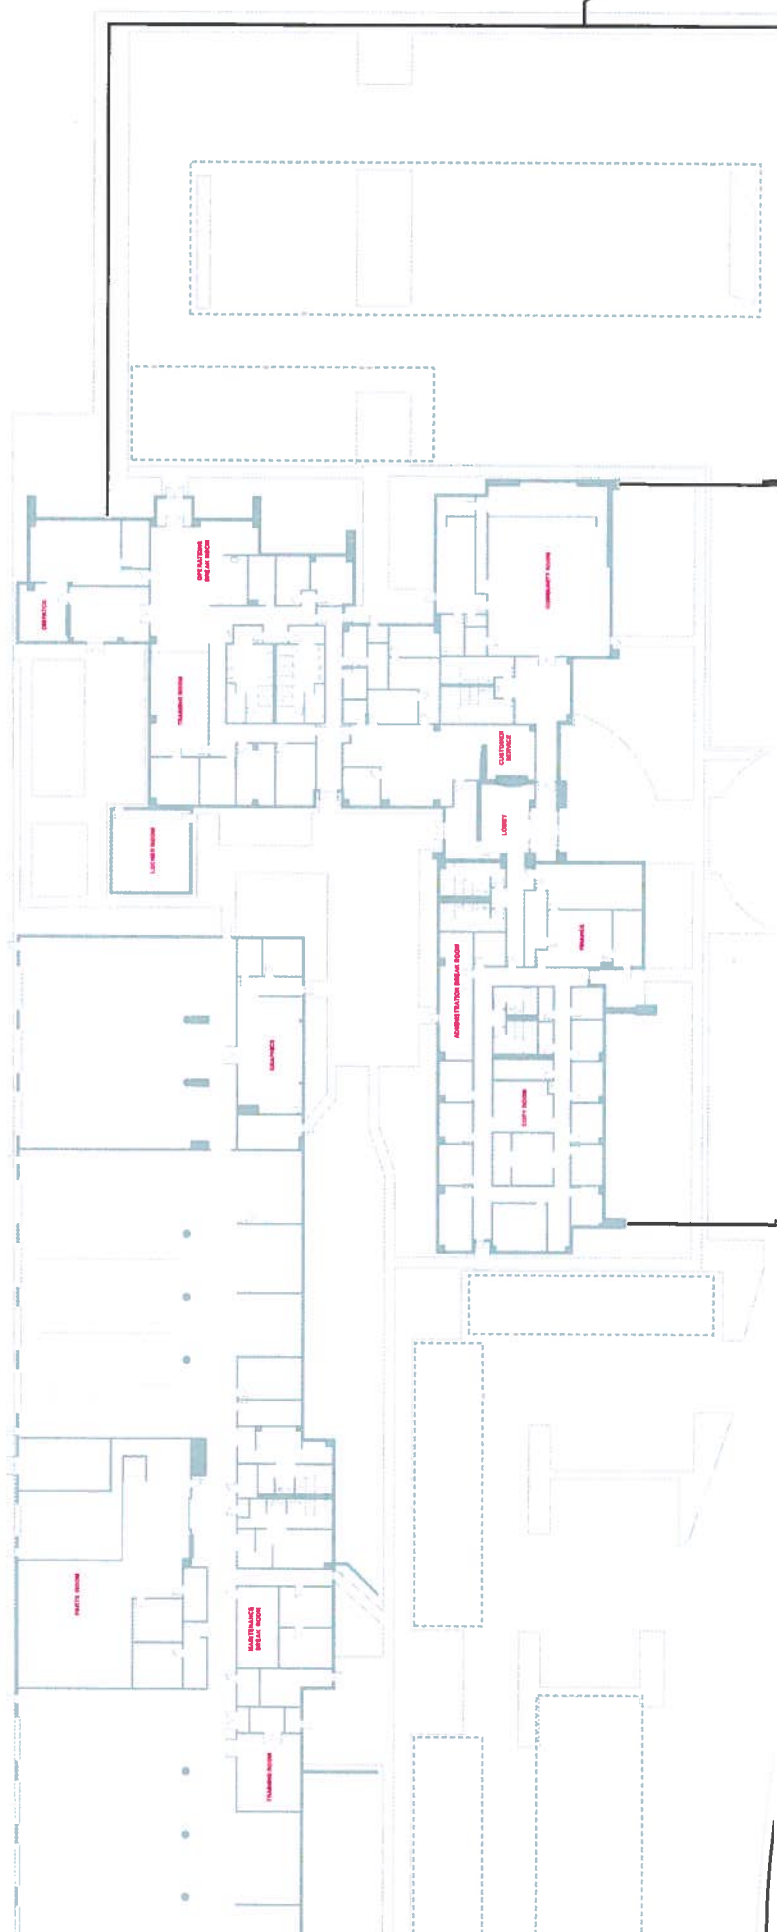 OPERATIONS
BREAK ROOM
COMMUNITY ROOM
DISPATCH
TRAINING ROOM
CUSTOMER
SERVICE
LOBBY
LOCKER ROOM
FINANCE
ADMINISTRATION BREAK ROOM
GRAPHICS
COPY ROOM
PARTS ROOM
MAINTENANCE
BREAK ROOM
TRAINING ROOM